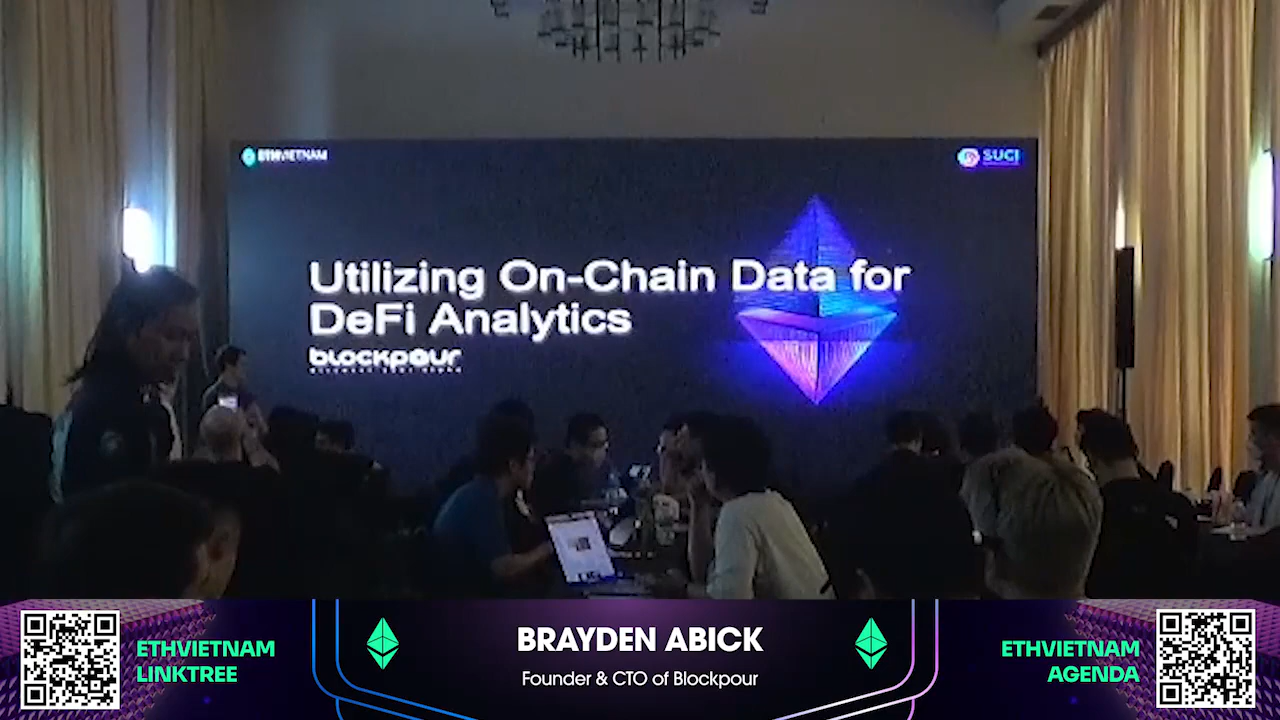 ETHVIETNAM
SUCI
Utilizing On-Chain Data for
DeFi Analytics
blockpour
ETHVIETNAM
LINKTREE
BRAYDEN ABICK
Founder & CTO of Blockpour
ETHVIETNAM
AGENDA